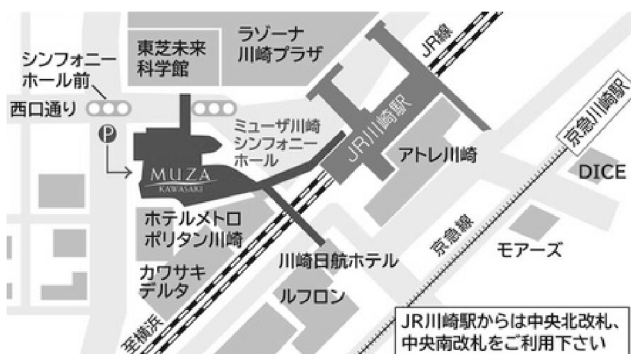 ラゾーナ
川崎プラザ
東芝未来
科学館
シンフォニー
ホール前
西口通り
P
JR線
JR川崎駅
京急川崎駅
ミューザ川崎
シンフォニー
ホール
アトレ川崎
DICE
MUZA
KAWASAKI
ホテルメトロ
ポリタン川崎
京急線
モアーズ
川崎日航ホテル
カワサキ
デルタ
ルフロン
至横浜
JR川崎駅からは中央北改札、
中央南改札をご利用下さい